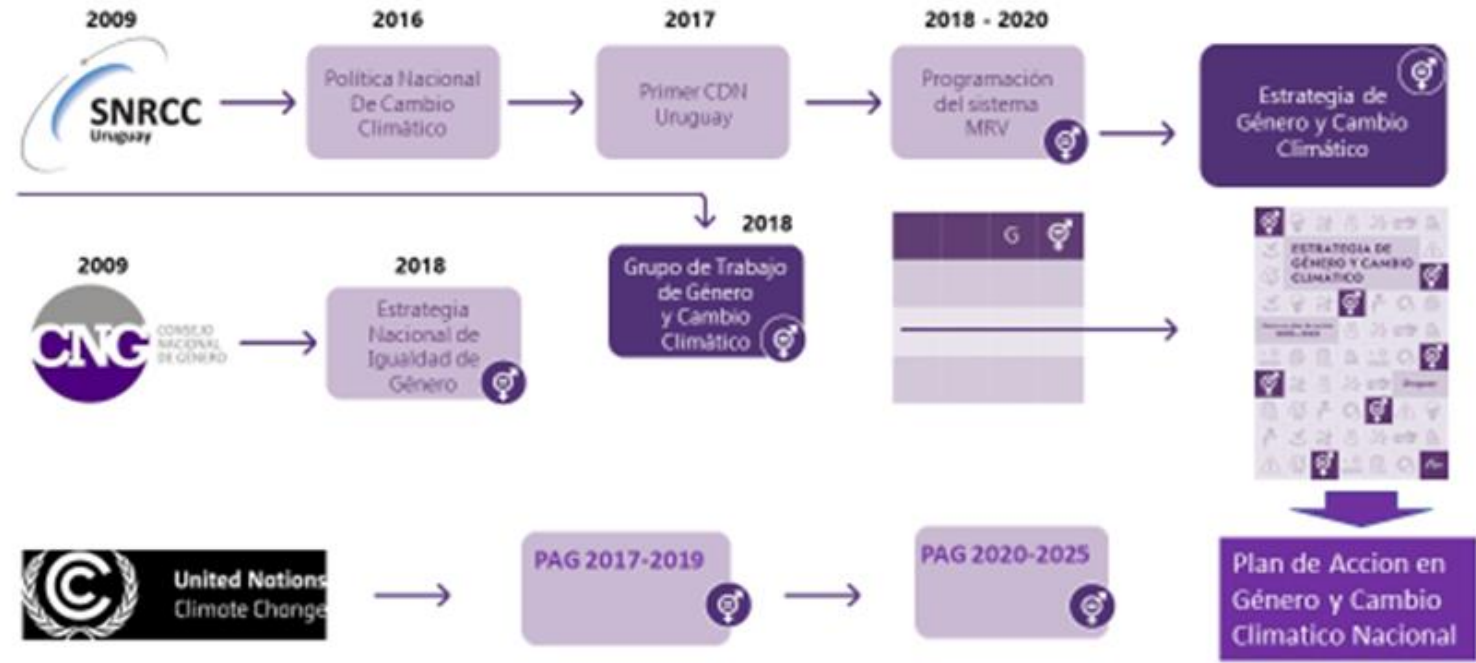 2009
2016
2017
2018 - 2020
SNRCC
Uruguay
Política Nacional
De Cambio
Climático
Primer CDN
Uruguay
Programación
del sistema
MRV
Estrategia de
Género y Cambio
Climático
2009
CNG
CONSEJO
NACIONAL
DE GÉNERO
2018
Estrategia
Nacional de
Igualdad de
Género
2018
Grupo de Trabajo
de Género
y Cambio
Climático
G
ESTRATEGIA DE
GÉNERO Y CAMBIO
CLIMATICO
Uruguay
United Nations
Climate Change
PAG 2017-2019
PAG 2020-2025
Plan de Accion en
Género y Cambio
Climatico Nacional